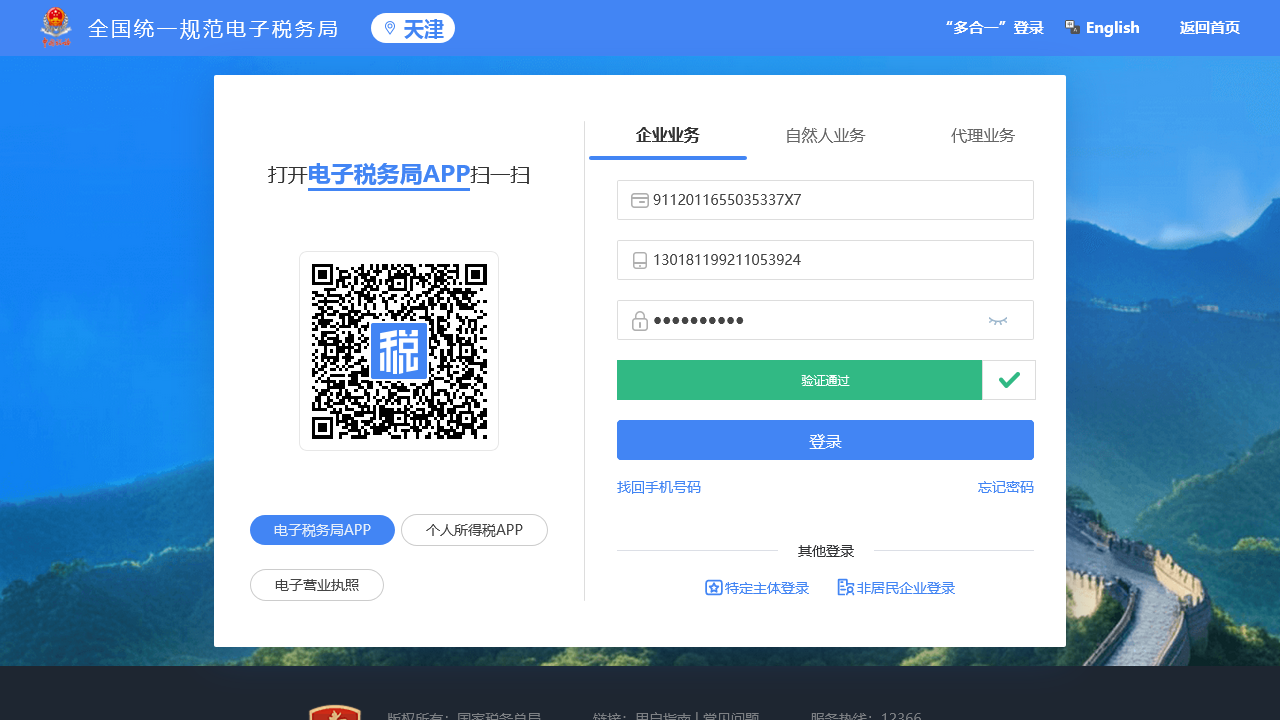 全国统一规范电子税务局
天津
“多合一”登录
English
返回首页
打开电子税务局APP扫一扫
税
电子税务局APP
个人所得税APP
电子营业执照
企业业务
自然人业务
代理业务
9112011655035337X7
130181199211053924
●●●●●●●●●●
验证通过
登录
找回手机号码
忘记密码
其他登录
特定主体登录
非居民企业登录
版权所有：国家税务总局
链接：用户指南 | 常见问题
服务热线：12366